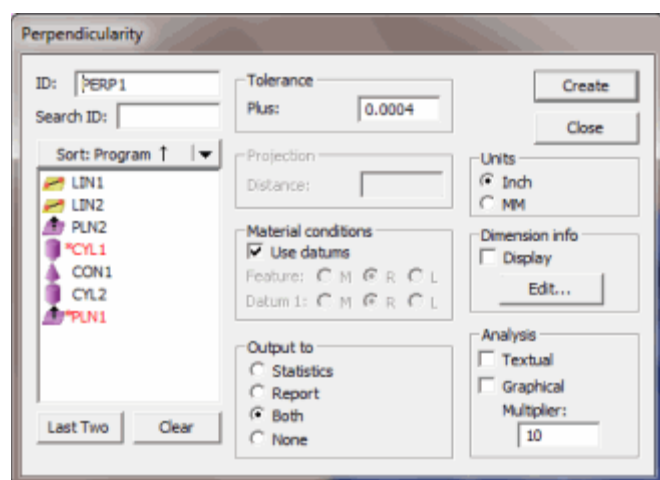 Perpendicularity
ID: PERP1
Search ID:
Sort: Program ↑
LIN1
LIN2
PLN2
*CYL1
CON1
CYL2
*PLN1
Last Two
Clear
Tolerance
Plus: 0.0004
Projection
Distance:
Material conditions
Use datums
Feature: M R L
Datum 1: M R L
Output to
Statistics
Report
Both
None
Create
Close
Units
Inch
MM
Dimension info
Display
Edit...
Analysis
Textual
Graphical
Multiplier:
10